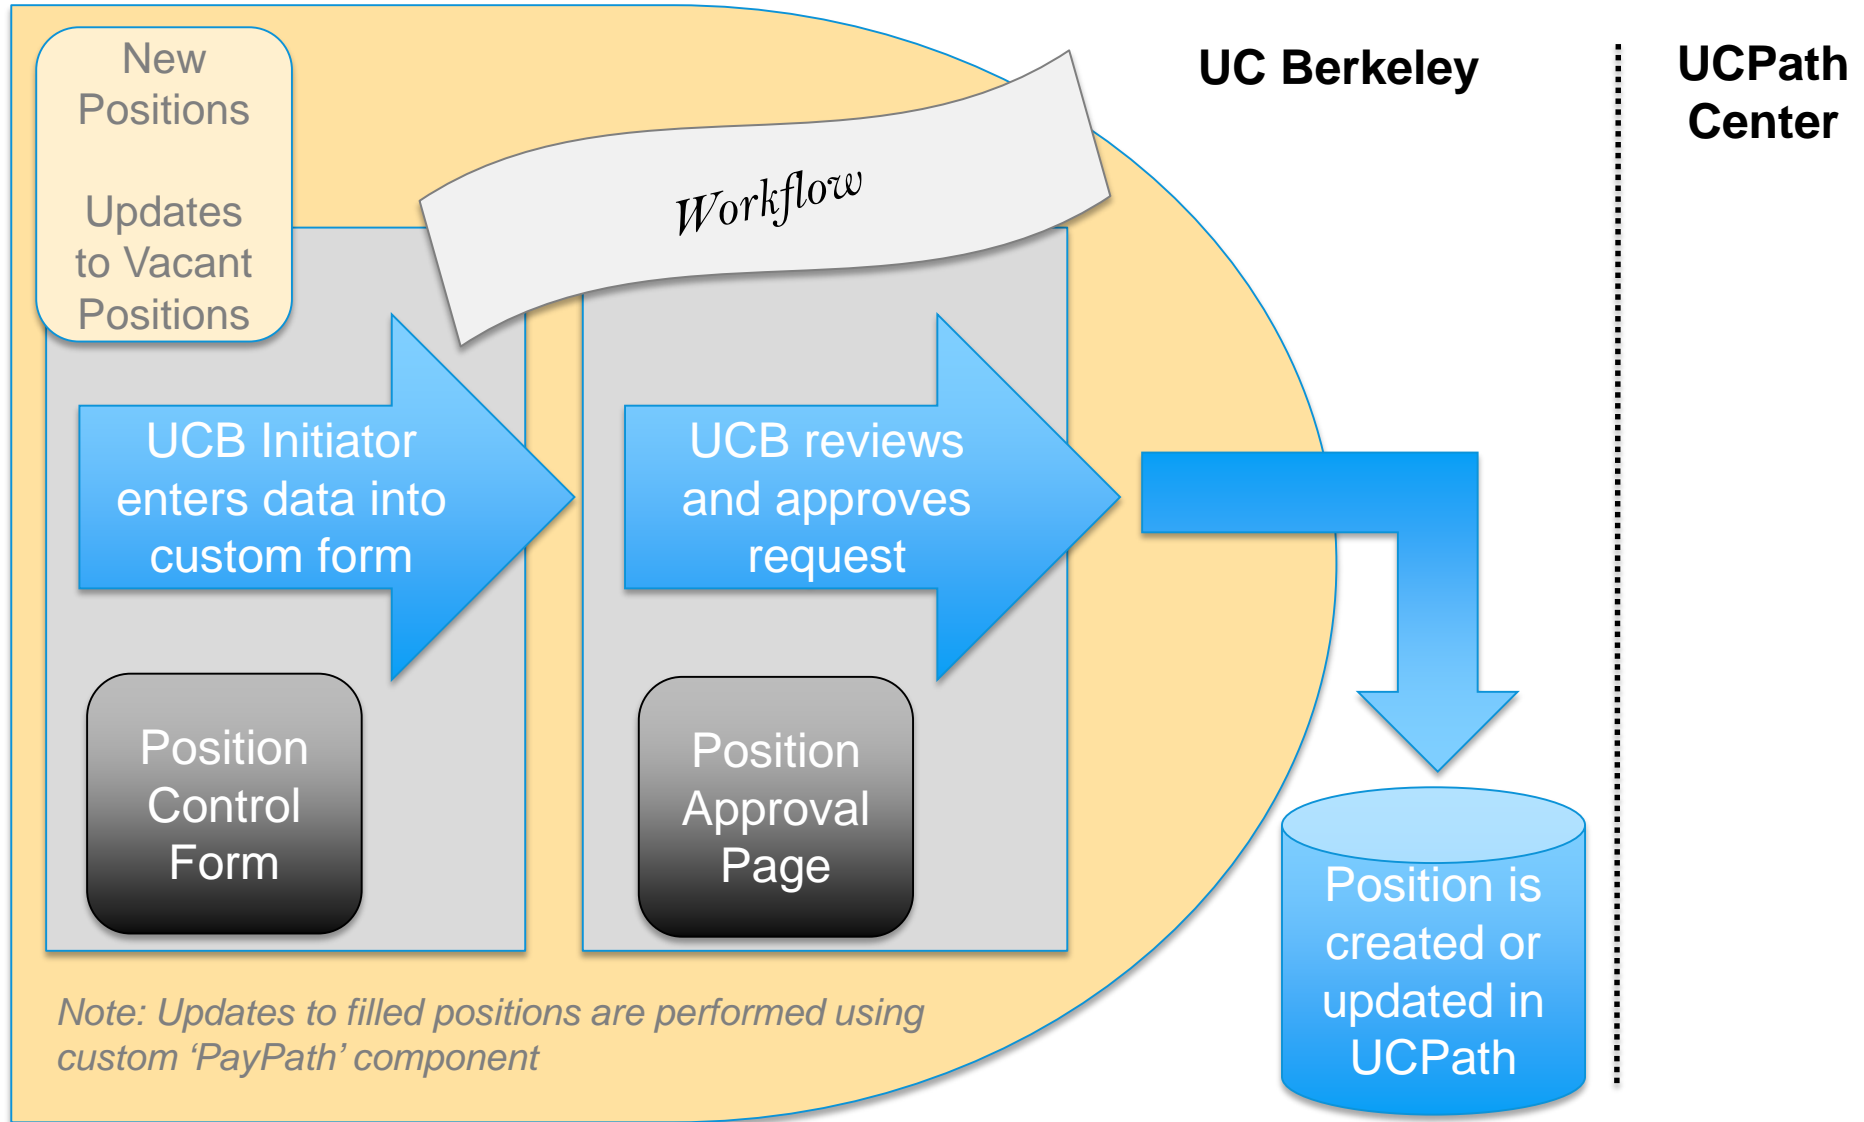 New
Positions
Updates
to Vacant
Positions
Workflow
UC Berkeley
UCPath
Center
UCB Initiator
enters data into
custom form
UCB reviews
and approves
request
Position
Control
Form
Position
Approval
Page
Position is
created or
updated in
UCPath
Note: Updates to filled positions are performed using
custom ‘PayPath’ component